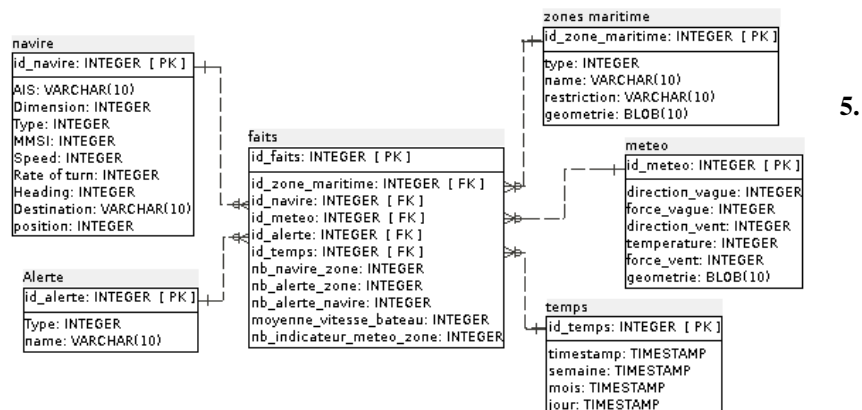 navire
id_navire: INTEGER [ PK ]
AIS: VARCHAR(10)
Dimension: INTEGER
Type: INTEGER
MMSI: INTEGER
Speed: INTEGER
Rate of turn: INTEGER
Heading: INTEGER
Destination: VARCHAR(10)
position: INTEGER
Alerte
id_alerte: INTEGER [ PK ]
Type: INTEGER
name: VARCHAR(10)
faits
id_faits: INTEGER [ PK ]
id_zone_maritime: INTEGER [ FK ]
id_navire: INTEGER [ FK ]
id_meteo: INTEGER [ FK ]
id_alerte: INTEGER [ FK ]
id_temps: INTEGER [ FK ]
nb_navire_zone: INTEGER
nb_alerte_zone: INTEGER
nb_alerte_navire: INTEGER
moyenne_vitesse_bateau: INTEGER
nb_indicateur_meteo_zone: INTEGER
zones maritime
id_zone_maritime: INTEGER [ PK ]
type: INTEGER
name: VARCHAR(10)
restriction: VARCHAR(10)
geometrie: BLOB(10)
meteo
id_meteo: INTEGER [ PK ]
direction_vague: INTEGER
force_vague: INTEGER
direction_vent: INTEGER
temperature: INTEGER
force_vent: INTEGER
geometrie: BLOB(10)
temps
id_temps: INTEGER [ PK ]
timestamp: TIMESTAMP
semaine: TIMESTAMP
mois: TIMESTAMP
jour: TIMESTAMP
5.